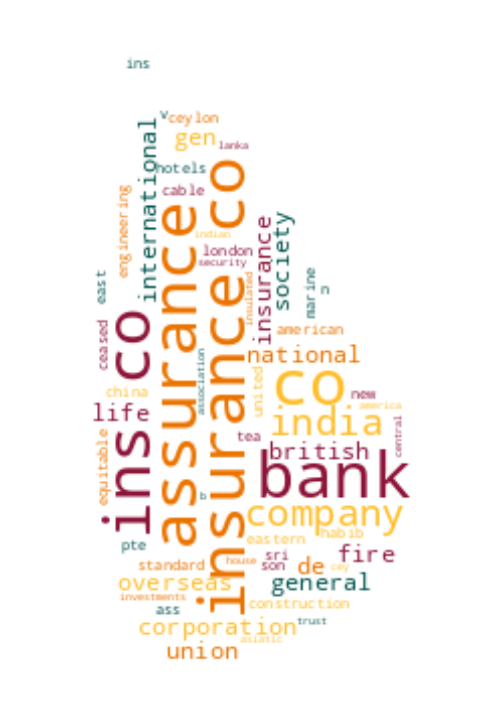 ins
v
ceylon
gen
lanka
international
hotels
cable
engineering
indian
london
security
insurance
society
east
marine
n
insulated
american
ceased
ins co
assurance
insurance co
association
national
united
china
co
new
america
life
india
central
equitable
tea
british
bank
b
company
habib
eastern
pte
fire
sri
son
standard
house
de
cey
overseas
general
investments
construction
ass
trust
corporation
asiatic
union